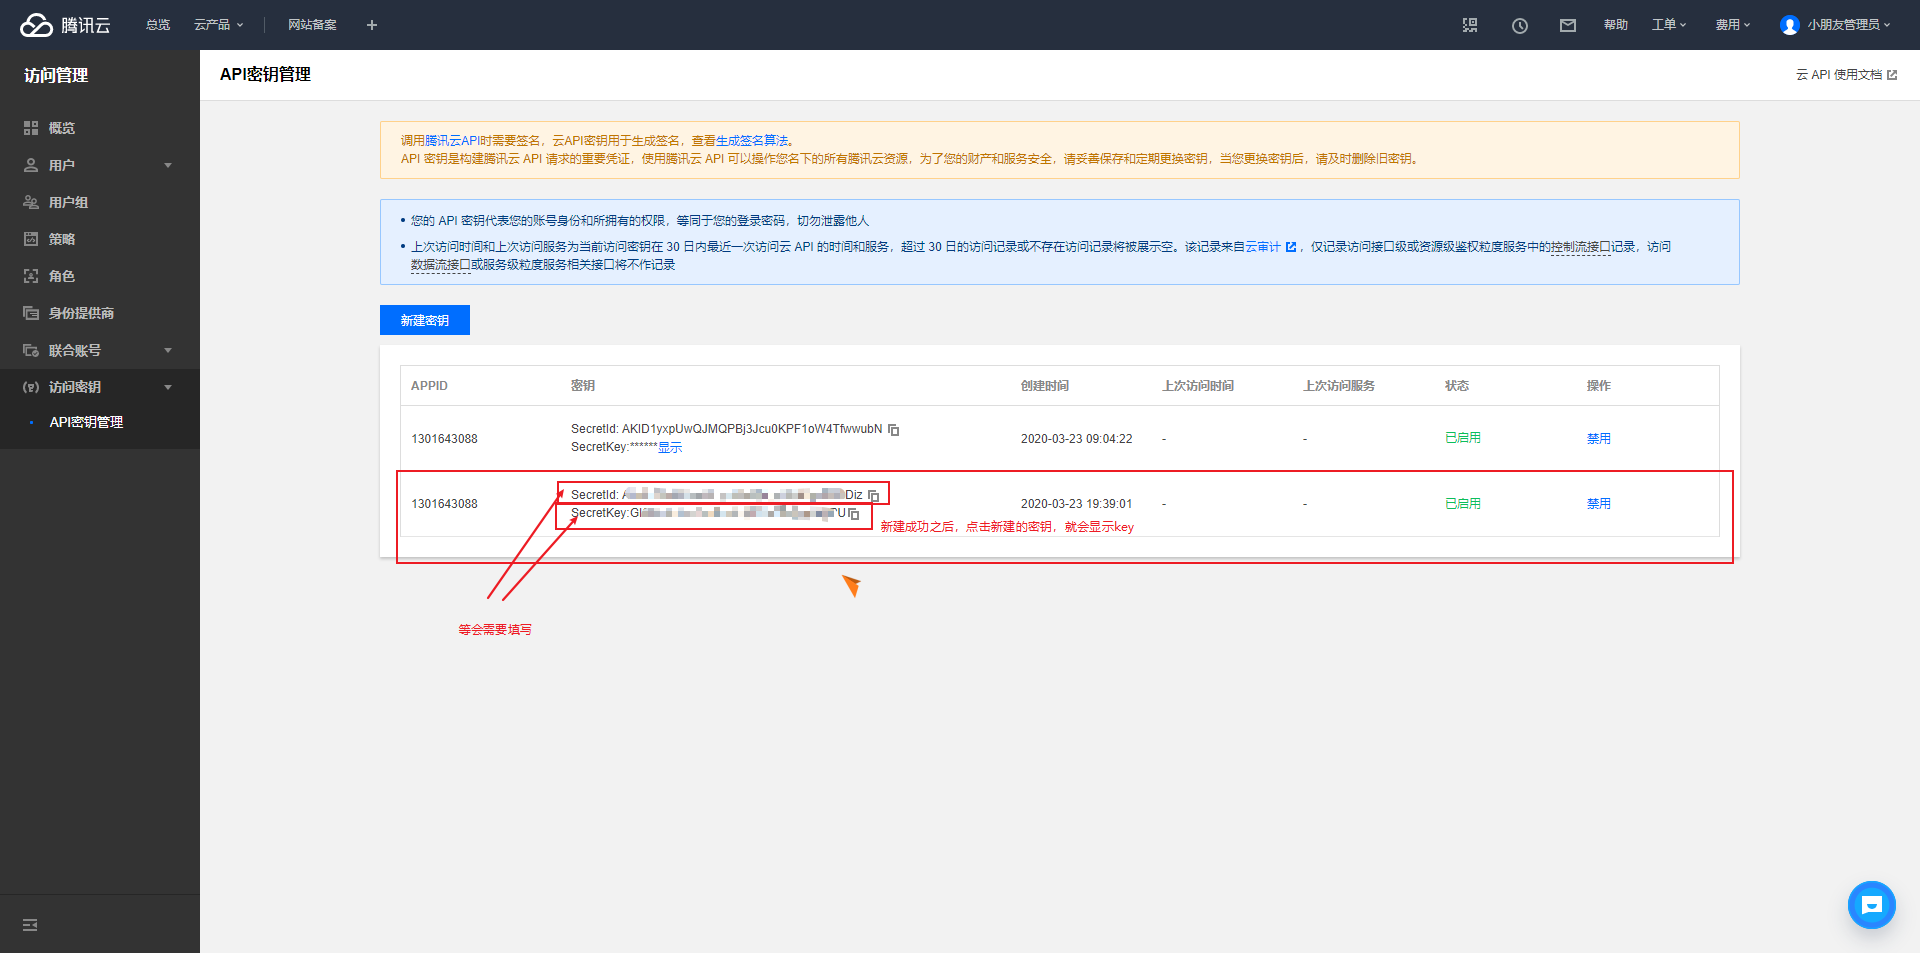 腾讯云 总览 云产品 网站备案 + 帮助 工单 费用 小朋友管理员
访问管理
概览
用户
用户组
策略
角色
身份提供商
联合账号
访问密钥
API密钥管理
API密钥管理 云 API 使用文档
调用腾讯云API时需要签名，云API密钥用于生成签名，查看生成签名算法。
API 密钥是构建腾讯云 API 请求的重要凭证，使用腾讯云 API 可以操作您名下的所有腾讯云资源，为了您的财产和服务安全，请妥善保存和定期更换密钥，当您更换密钥后，请及时删除旧密钥。
• 您的 API 密钥代表您的账号身份和所拥有的权限，等同于您的登录密码，切勿泄露他人
• 上次访问时间和上次访问服务为当前访问密钥在 30 日内最近一次访问云 API 的时间和服务，超过 30 日的访问记录或不存在访问记录将被展示空。该记录来自云审计 ，仅记录访问接口级或资源级鉴权粒度服务中的控制流接口记录，访问
数据流接口或服务级粒度服务相关接口将不作记录
新建密钥
APPID 密钥 创建时间 上次访问时间 上次访问服务 状态 操作
SecretId: AKID1yxpUwQJMQPBj3Jcu0KPF1oW4TfwwubN
1301643088 2020-03-23 09:04:22 - - 已启用 禁用
SecretKey:******显示
SecretId: Diz
1301643088 2020-03-23 19:39:01 - - 已启用 禁用
SecretKey:
新建成功之后，点击新建的密钥，就会显示key
等会需要填写